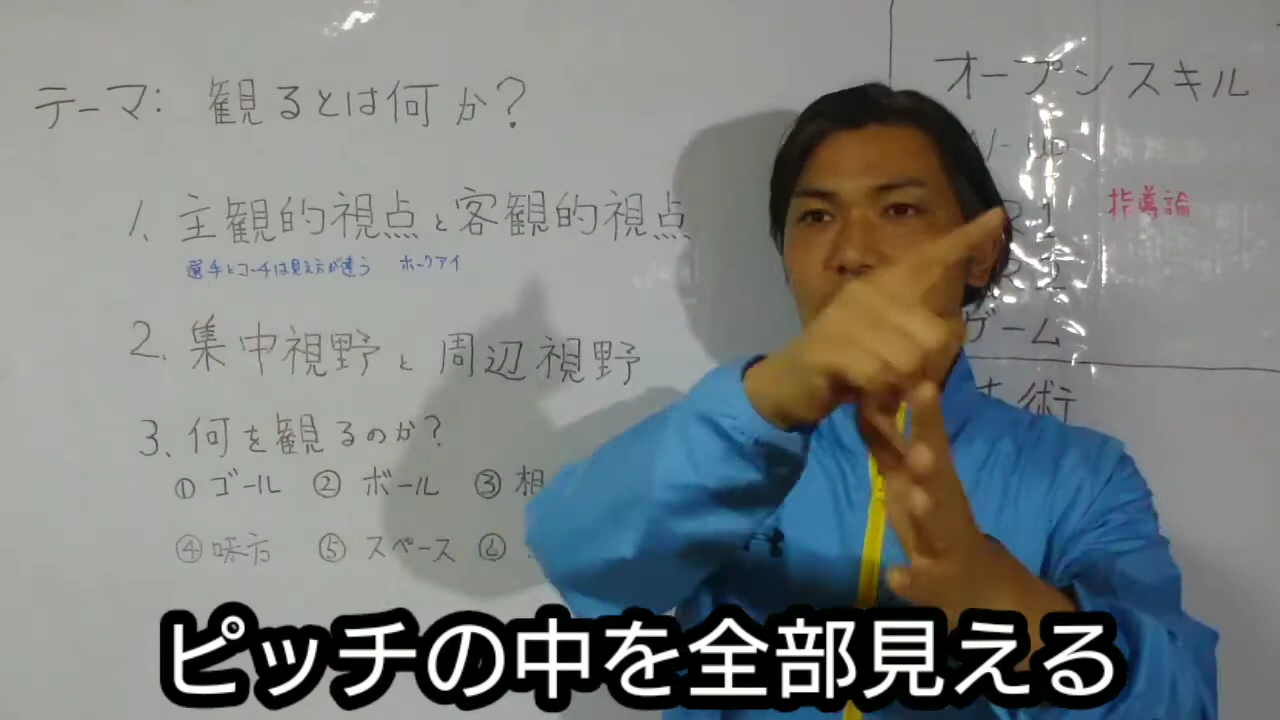 テーマ: 観るとは何か?
1. 主観的視点と客観的視点
選手とコーチは見え方が違う ホークアイ
2. 集中視野と周辺視野
3. 何を観るのか?
① ゴール ② ボール ③ 相
④ 味方 ⑤ スペース ⑥
オープンスキル
W-UP
R1
R2
指導論
ゲーム
術
ピッチの中を全部見える